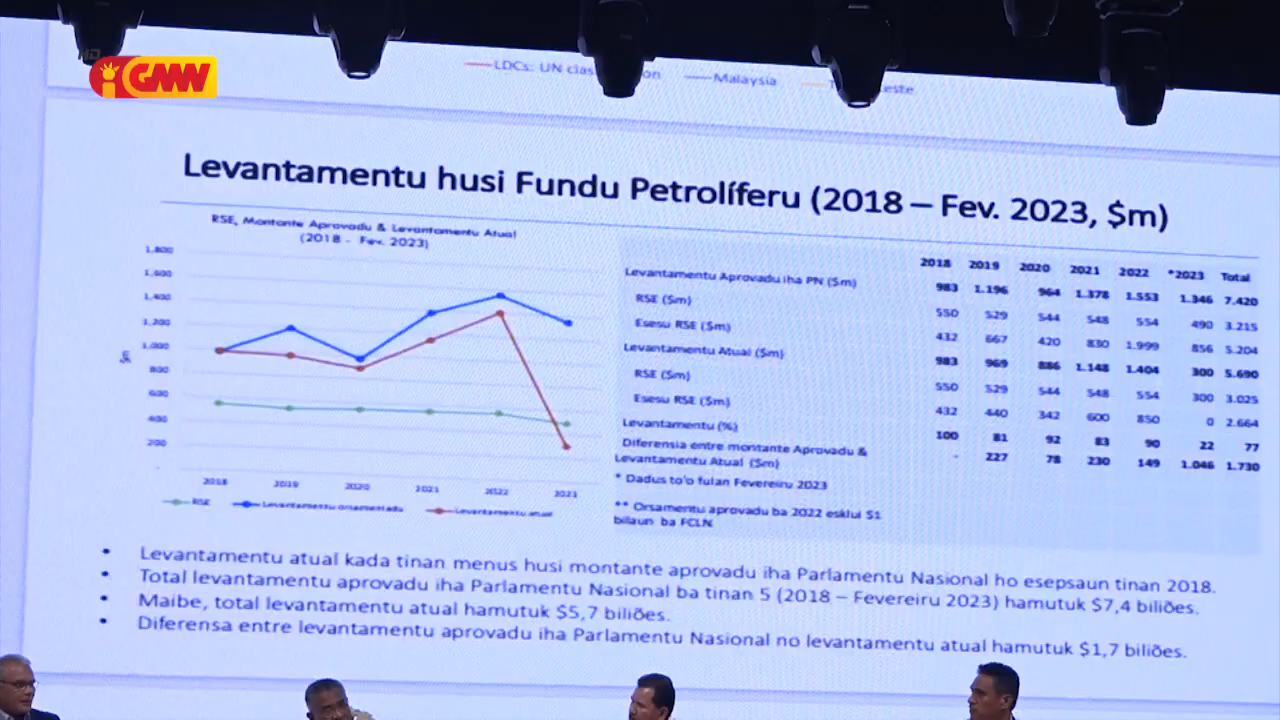 HD
GMN
LDCs: UN clas on Malaysia T este
Levantamentu husi Fundu Petrolíferu (2018 – Fev. 2023, $m)
RSE, Montante Aprovadu & Levantamentu Atual
(2018 - Fev. 2023)
1,800
1,600
1,400
1,200
1,000
800
600
400
200
-
$m
2018 2019 2020 2021 2022 2021
RSE Levantamentu orsamentadu Levantamentu atual
2018 2019 2020 2021 2022 *2023 Total
Levantamentu Aprovadu iha PN ($m) 983 1.196 964 1.378 1.553 1.346 7.420
RSE ($m) 550 529 544 548 554 490 3.215
Esesu RSE ($m) 432 667 420 830 1.999 856 5.204
Levantamentu Atual ($m) 983 969 886 1.148 1.404 300 5.690
RSE ($m) 550 529 544 548 554 300 3.025
Esesu RSE ($m) 432 440 342 600 850 0 2.664
Levantamentu (%) 100 81 92 83 90 22 77
Diferensia entre montante Aprovadu &
Levantamentu Atual ($m) - 227 78 230 149 1.046 1.730
* Dadus to'o fulan Fevereiru 2023
** Orsamentu aprovadu ba 2022 esklui $1
bilaun ba FCLN
• Levantamentu atual kada tinan menus husi montante aprovadu iha Parlamentu Nasional ho esepsaun tinan 2018.
• Total levantamentu aprovadu iha Parlamentu Nasional ba tinan 5 (2018 – Fevereiru 2023) hamutuk $7,4 biliões.
• Maibe, total levantamentu atual hamutuk $5,7 biliões.
• Diferensa entre levantamentu aprovadu iha Parlamentu Nasional no levantamentu atual hamutuk $1,7 biliões.